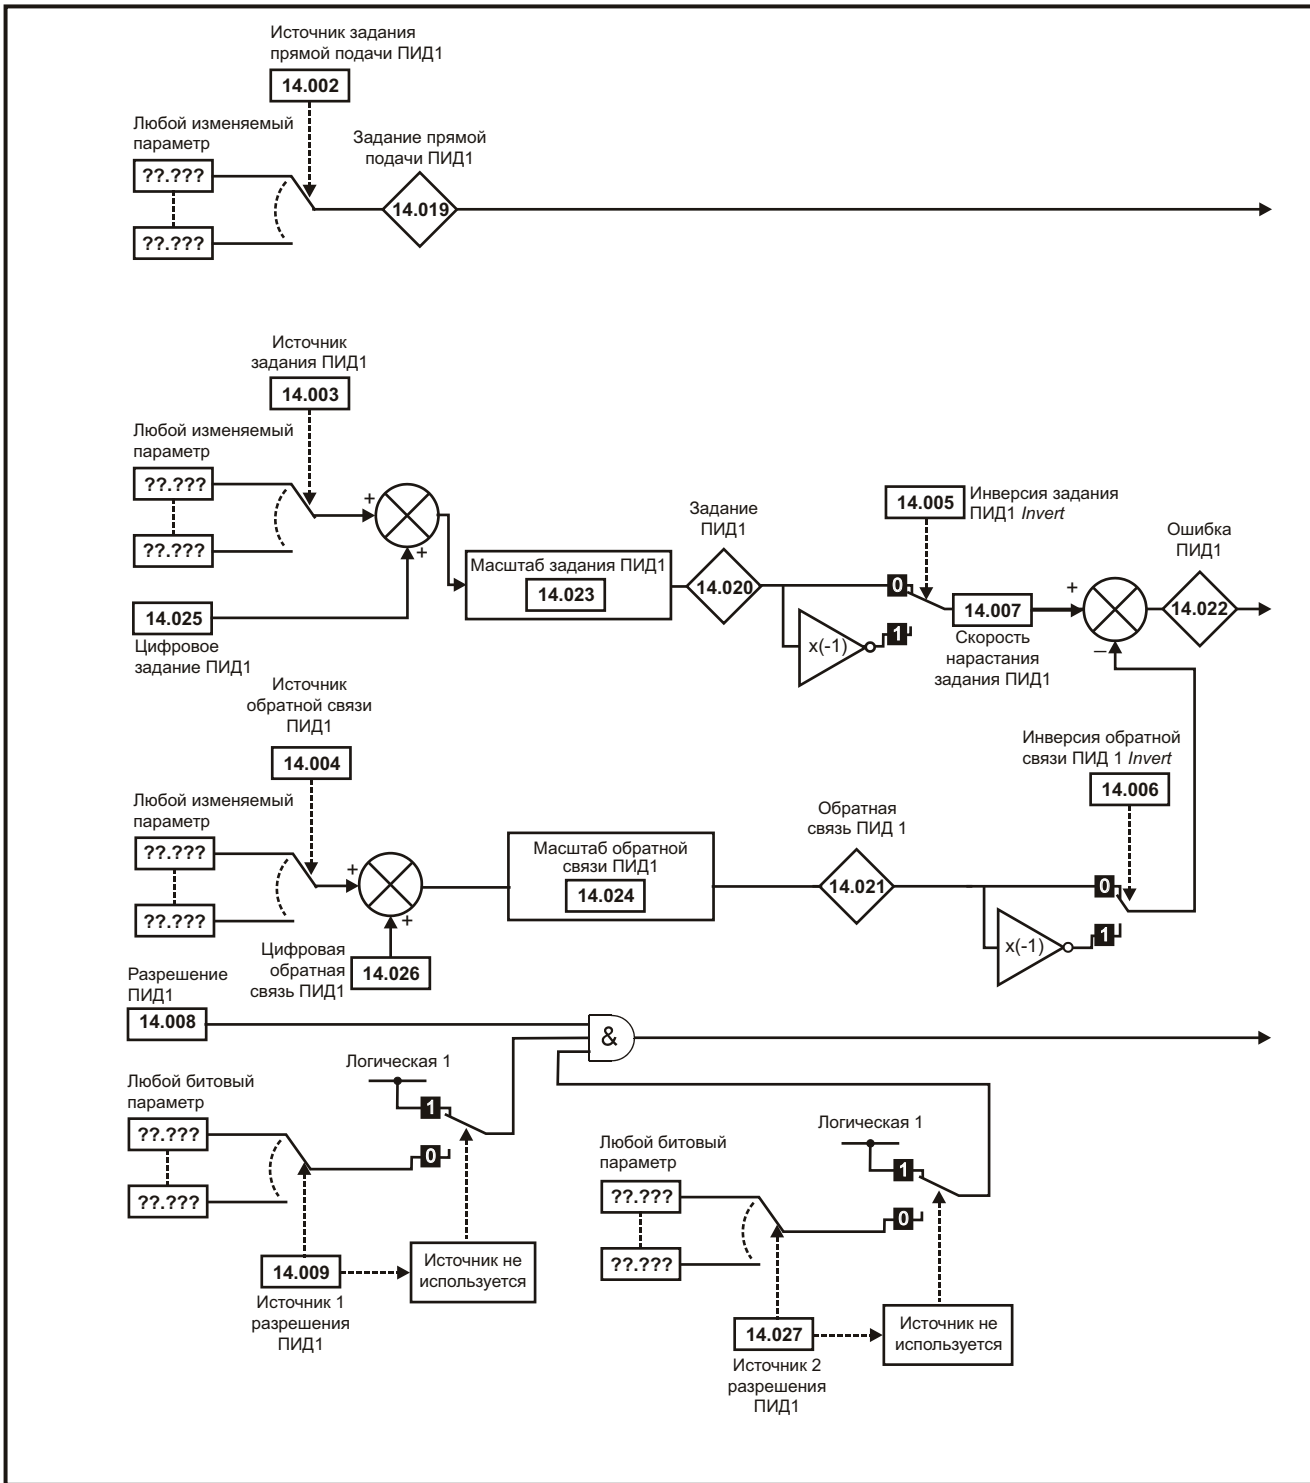 Источник задания
прямой подачи ПИД1
14.002
Любой изменяемый
параметр
??.???
??.???
Задание прямой
подачи ПИД1
14.019
Источник
задания ПИД1
14.003
Любой изменяемый
параметр
??.???
??.???
+
+
14.025
Цифровое
задание ПИД1
Масштаб задания ПИД1
14.023
Задание
ПИД1
14.020
x(-1)
14.005
Инверсия задания
ПИД1 Invert
0
1
14.007
Скорость
нарастания
задания ПИД1
+
–
Ошибка
ПИД1
14.022
Источник
обратной связи
ПИД1
14.004
Любой изменяемый
параметр
??.???
??.???
+
+
Цифровая
обратная
связь ПИД1
14.026
Масштаб обратной
связи ПИД1
14.024
Обратная
связь ПИД 1
14.021
x(-1)
Инверсия обратной
связи ПИД 1 Invert
14.006
0
1
Разрешение
ПИД1
14.008
&
Любой битовый
параметр
??.???
??.???
Логическая 1
1
0
14.009
Источник 1
разрешения
ПИД1
Источник не
используется
Любой битовый
параметр
??.???
??.???
Логическая 1
1
0
14.027
Источник 2
разрешения
ПИД1
Источник не
используется